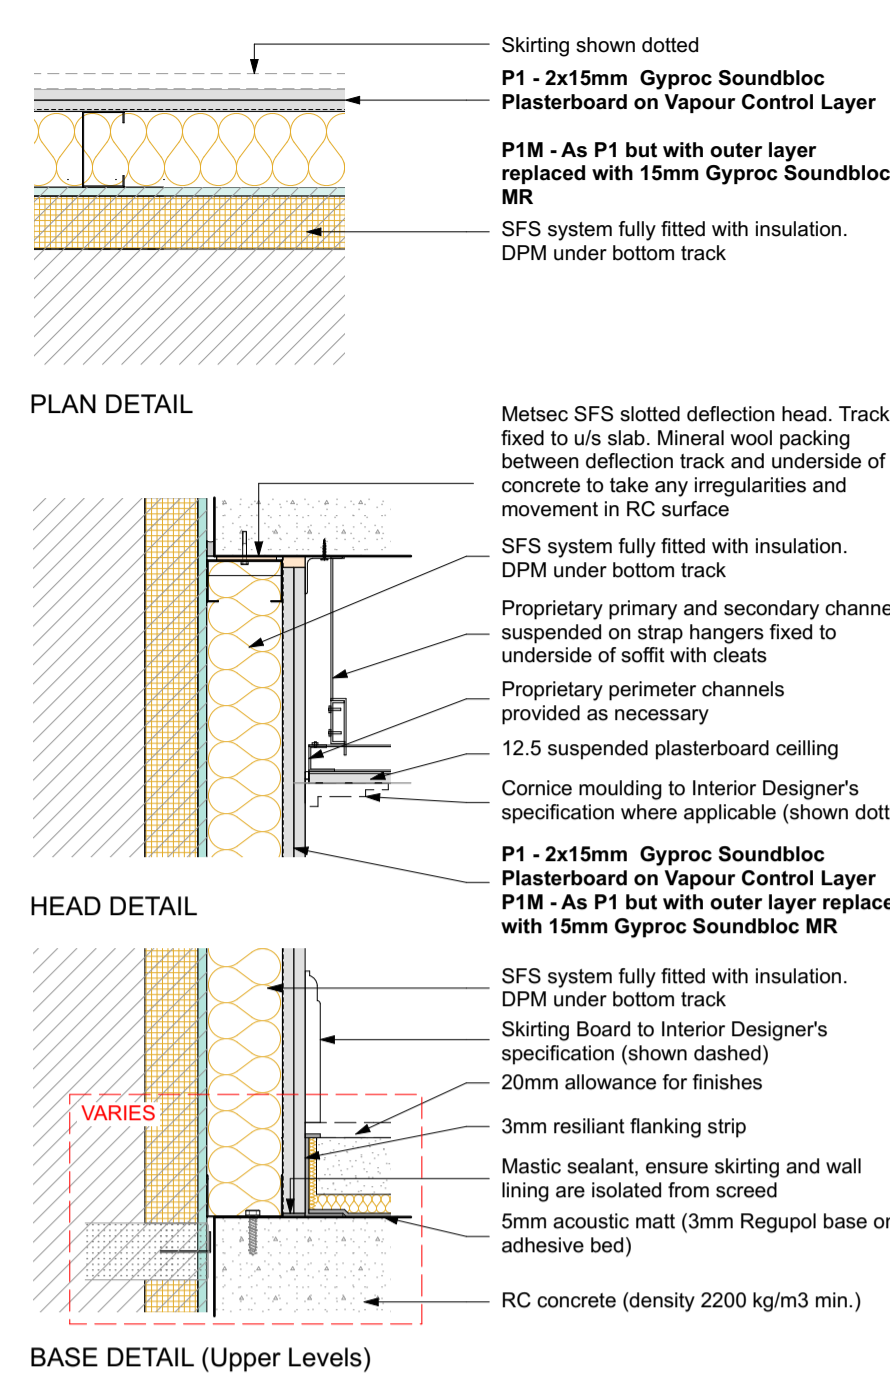 Skirting shown dotted
P1 - 2x15mm Gyproc Soundbloc
Plasterboard on Vapour Control Layer
P1M - As P1 but with outer layer
replaced with 15mm Gyproc Soundbloc
MR
SFS system fully fitted with insulation.
DPM under bottom track
PLAN DETAIL
Metsec SFS slotted deflection head. Track
fixed to u/s slab. Mineral wool packing
between deflection track and underside of
concrete to take any irregularities and
movement in RC surface
SFS system fully fitted with insulation.
DPM under bottom track
Proprietary primary and secondary channe
suspended on strap hangers fixed to
underside of soffit with cleats
Proprietary perimeter channels
provided as necessary
12.5 suspended plasterboard ceilling
Cornice moulding to Interior Designer's
specification where applicable (shown dott
P1 - 2x15mm Gyproc Soundbloc
Plasterboard on Vapour Control Layer
P1M - As P1 but with outer layer replace
with 15mm Gyproc Soundbloc MR
HEAD DETAIL
SFS system fully fitted with insulation.
DPM under bottom track
Skirting Board to Interior Designer's
specification (shown dashed)
20mm allowance for finishes
VARIES
3mm resiliant flanking strip
Mastic sealant, ensure skirting and wall
lining are isolated from screed
5mm acoustic matt (3mm Regupol base or
adhesive bed)
RC concrete (density 2200 kg/m3 min.)
BASE DETAIL (Upper Levels)